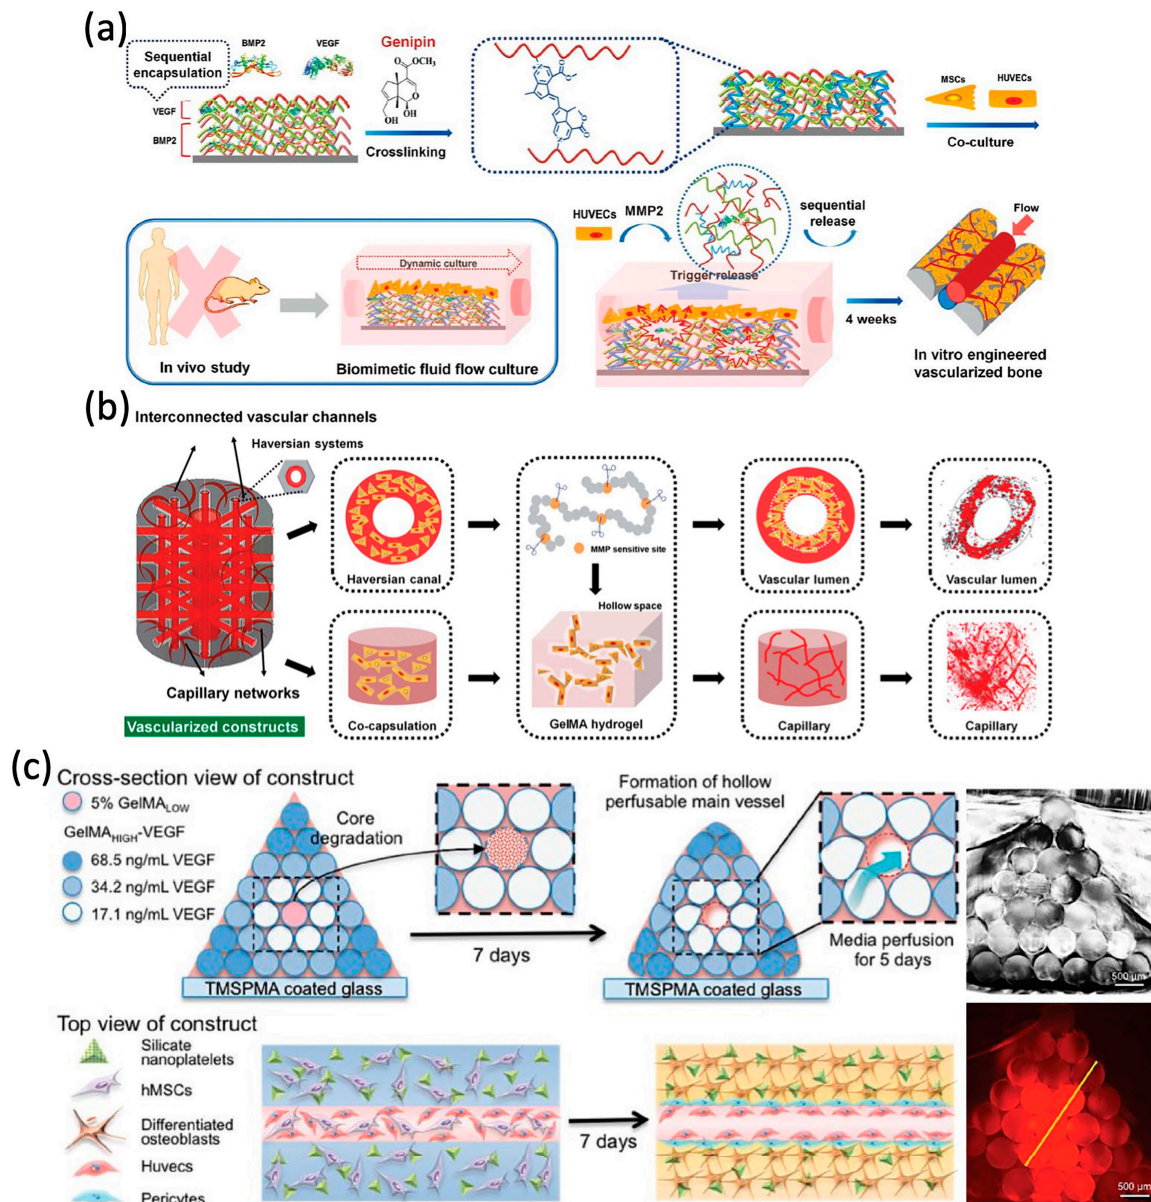 (a)
Sequential
encapsulation
BMP2
VEGF
VEGF
BMP2
Genipin
O
OCH₃
O
OH
OH
Crosslinking
MSCs
HUVECs
Co-culture
In vivo study
Dynamic culture
Biomimetic fluid flow culture
HUVECs
MMP2
sequential
release
Trigger release
4 weeks
Flow
In vitro engineered
vascularized bone
(b)
Interconnected vascular channels
Haversian systems
Capillary networks
Vascularized constructs
Haversian canal
MMP sensitive site
Vascular lumen
Vascular lumen
Co-capsulation
Hollow space
GelMA hydrogel
Capillary
Capillary
(c)
Cross-section view of construct
5% GelMA_LOW
GelMA_HIGH-VEGF
68.5 ng/mL VEGF
34.2 ng/mL VEGF
17.1 ng/mL VEGF
Core
degradation
TMSPMA coated glass
7 days
Formation of hollow
perfusable main vessel
TMSPMA coated glass
Media perfusion
for 5 days
500 μm
Top view of construct
Silicate
nanoplatelets
hMSCs
Differentiated
osteoblasts
Huvecs
Pericytes
7 days
500 μm